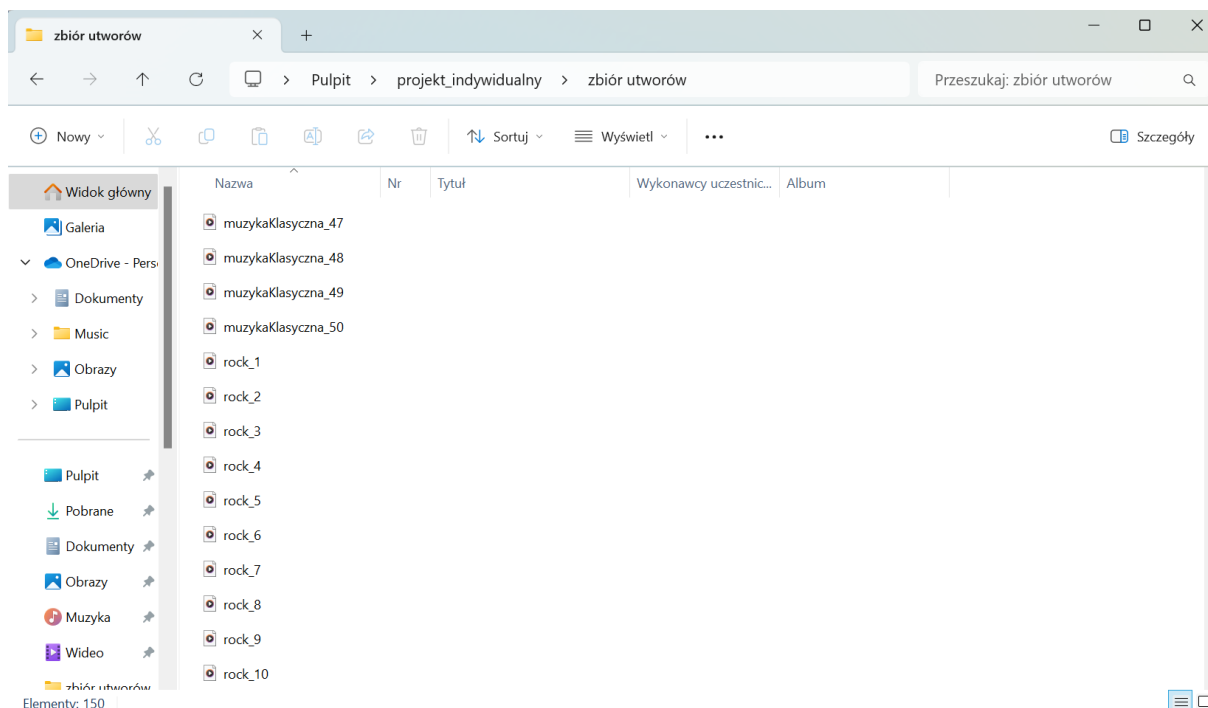 zbiór utworów
Pulpit > projekt_indywidualny > zbiór utworów
Przeszukaj: zbiór utworów
Nowy
Sortuj
Wyświetl
Szczegóły
Widok główny
Galeria
OneDrive - Pers
Dokumenty
Music
Obrazy
Pulpit
Pulpit
Pobrane
Dokumenty
Obrazy
Muzyka
Wideo
zbiór utworów
Nazwa Nr Tytuł Wykonawcy uczestnic... Album
muzykaKlasyczna_47
muzykaKlasyczna_48
muzykaKlasyczna_49
muzykaKlasyczna_50
rock_1
rock_2
rock_3
rock_4
rock_5
rock_6
rock_7
rock_8
rock_9
rock_10
Elementy: 150